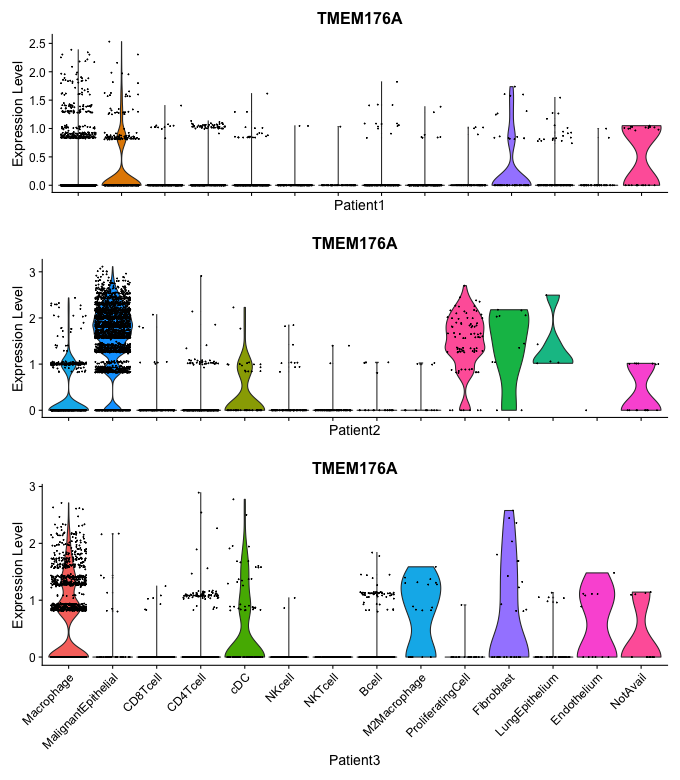 TMEM176A
Expression Level
2.5
2.0
1.5
1.0
0.5
0.0
Patient1
TMEM176A
Expression Level
3
2
1
0
Patient2
TMEM176A
Expression Level
3
2
1
0
Macrophage
MalignantEpithelial
CD8Tcell
CD4Tcell
cDC
NKcell
NKTcell
Bcell
M2Macrophage
ProliferatingCell
Fibroblast
LungEpithelium
Endothelium
NotAvail
Patient3